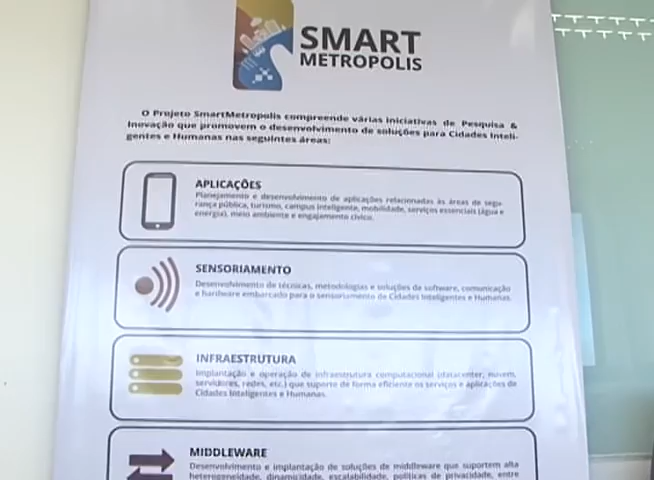 SMART
METROPOLIS
O Projeto SmartMetropolis compreende várias iniciativas de Pesquisa &
Inovação que promovem o desenvolvimento de soluções para Cidades Inteli-
gentes e Humanas nas seguintes áreas:
APLICAÇÕES
Planejamento e desenvolvimento de aplicações relacionadas às áreas de segu-
rança pública, turismo, campus inteligente, mobilidade, serviços essenciais (água e
energia), meio ambiente e engajamento cívico.
SENSORIAMENTO
Desenvolvimento de técnicas, metodologias e soluções de software, comunicação
e hardware embarcado para o sensoriamento de Cidades Inteligentes e Humanas.
INFRAESTRUTURA
Implantação e operação de infraestrutura computacional (datacenter, nuvem,
servidores, redes, etc.) que suporte de forma eficiente os serviços e aplicações de
Cidades Inteligentes e Humanas.
MIDDLEWARE
Desenvolvimento e implantação de soluções de middleware que suportem alta
heterogeneidade, dinamicidade, escalabilidade, políticas de privacidade, entre